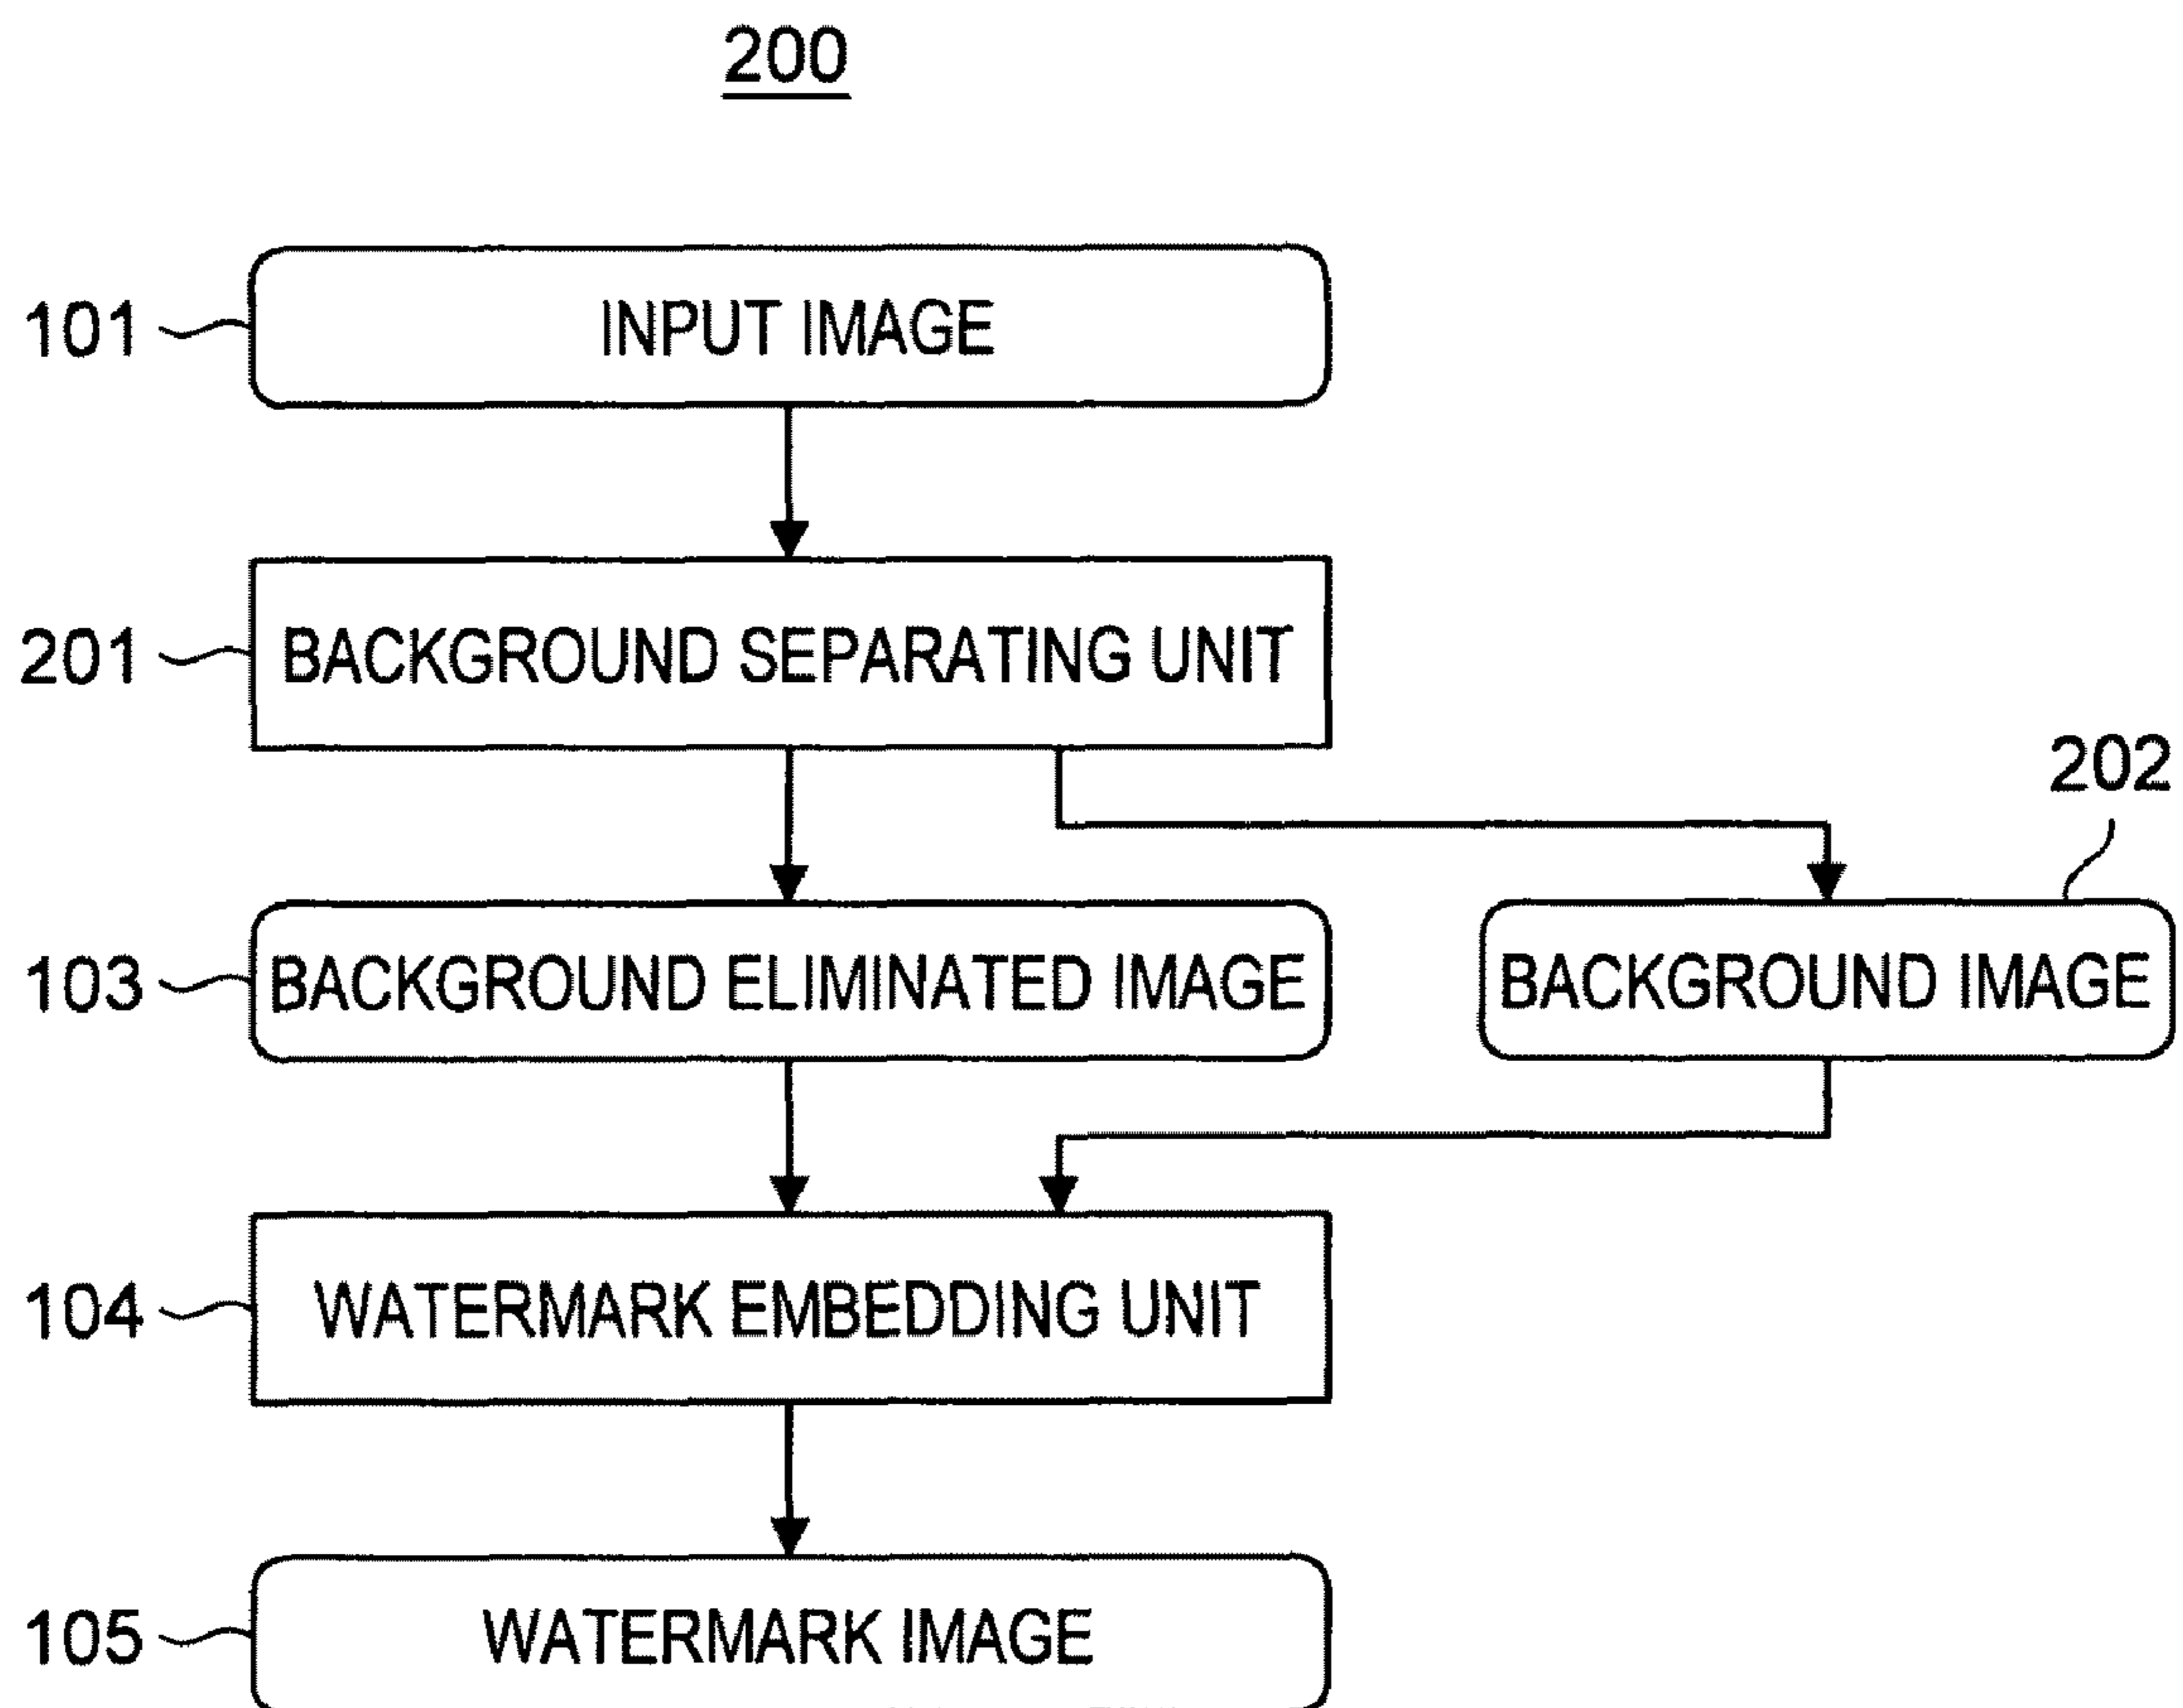 200
101 INPUT IMAGE
201 BACKGROUND SEPARATING UNIT
202
103 BACKGROUND ELIMINATED IMAGE BACKGROUND IMAGE
104 WATERMARK EMBEDDING UNIT
105 WATERMARK IMAGE